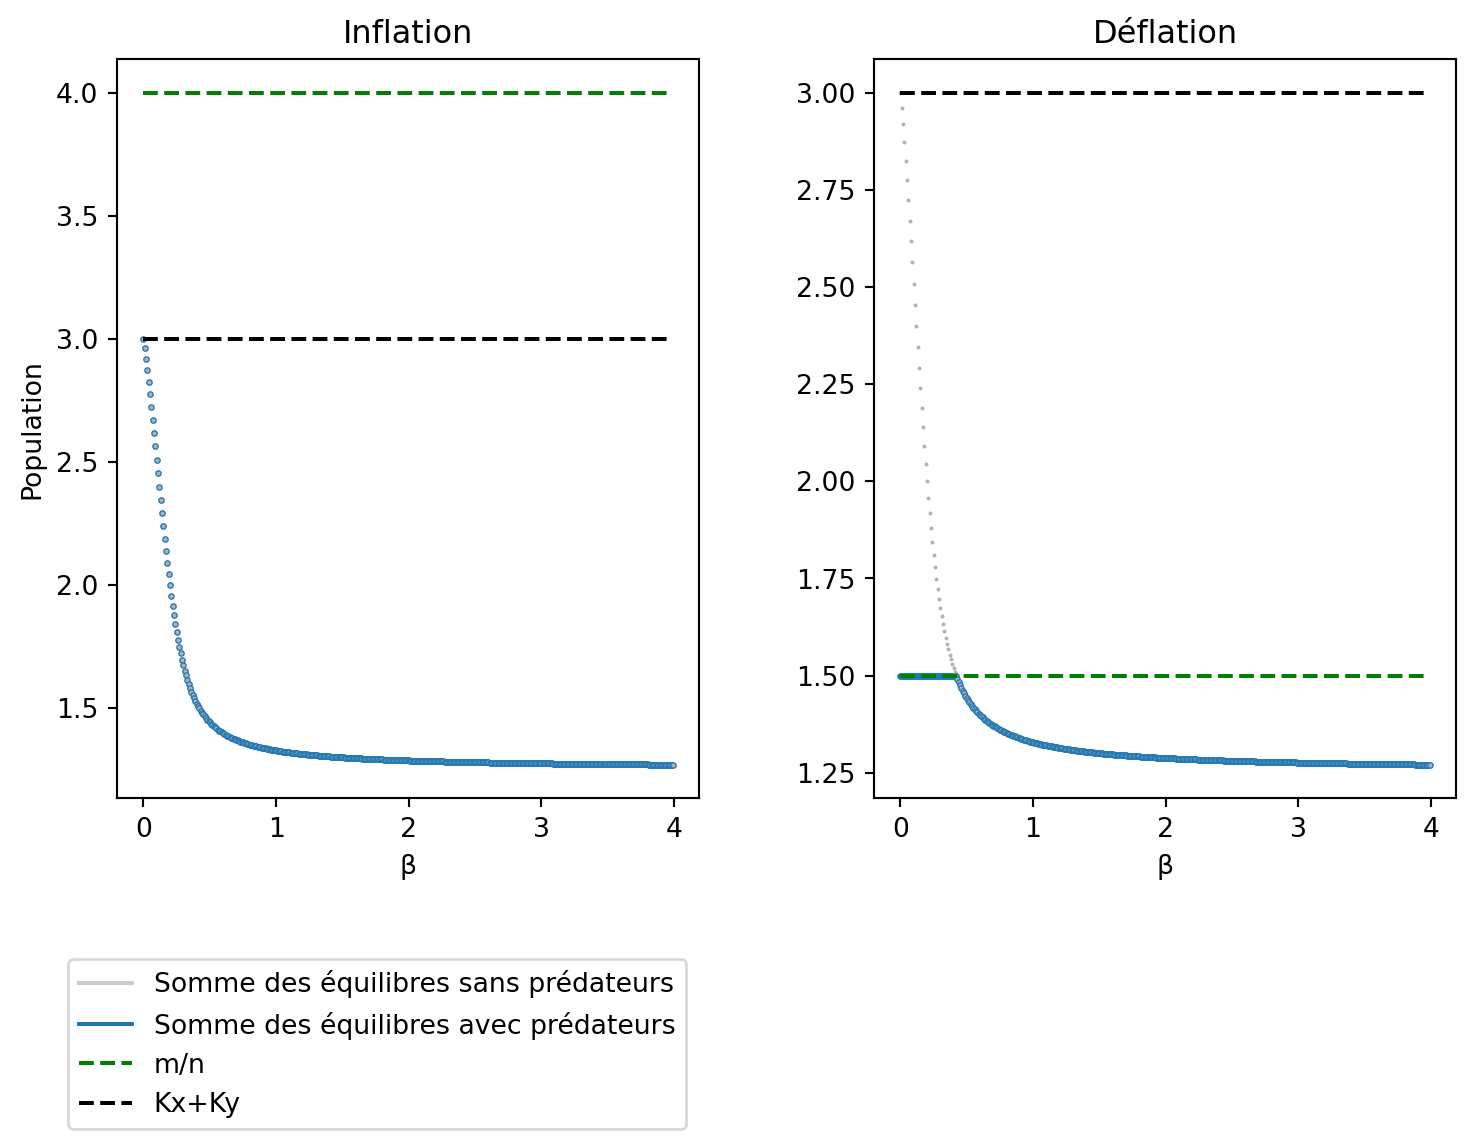 Inflation
4.0
3.5
3.0
2.5
2.0
1.5
Population
0 1 2 3 4
β
Déflation
3.00
2.75
2.50
2.25
2.00
1.75
1.50
1.25
0 1 2 3 4
β
Somme des équilibres sans prédateurs
Somme des équilibres avec prédateurs
m/n
Kx+Ky